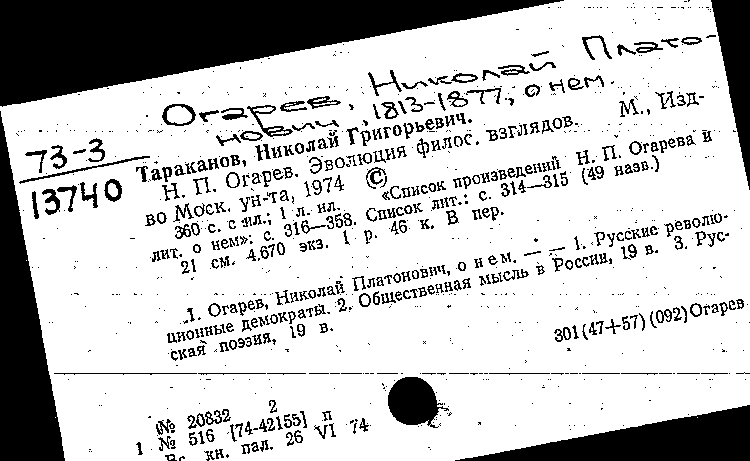 Огарев, Николай Плато-
нович, 1813-1877, о нем.
73-3
13740
Тараканов, Николай Григорьевич.
Н. П. Огарев. Эволюция филос. взглядов. М., Изд-
во Моск. ун-та, 1974 ©
360 с. с ил.; 1 л. ил. «Список произведений Н. П. Огарева и
лит. о нем»: с. 316—358. Список лит.: с. 314—315 (49 назв.)
21 см. 4.670 экз. 1 р. 46 к. В пер.
1. Огарев, Николай Платонович, о нем. — — 1. Русские револю-
ционные демократы. 2. Общественная мысль в России, 19 в. 3. Рус-
ская поэзия, 19 в.
301(47+57)(092)Огарев
№ 20832 2
1 № 516 [74-42155] п
Вс. кн. пал. 26 VI 74